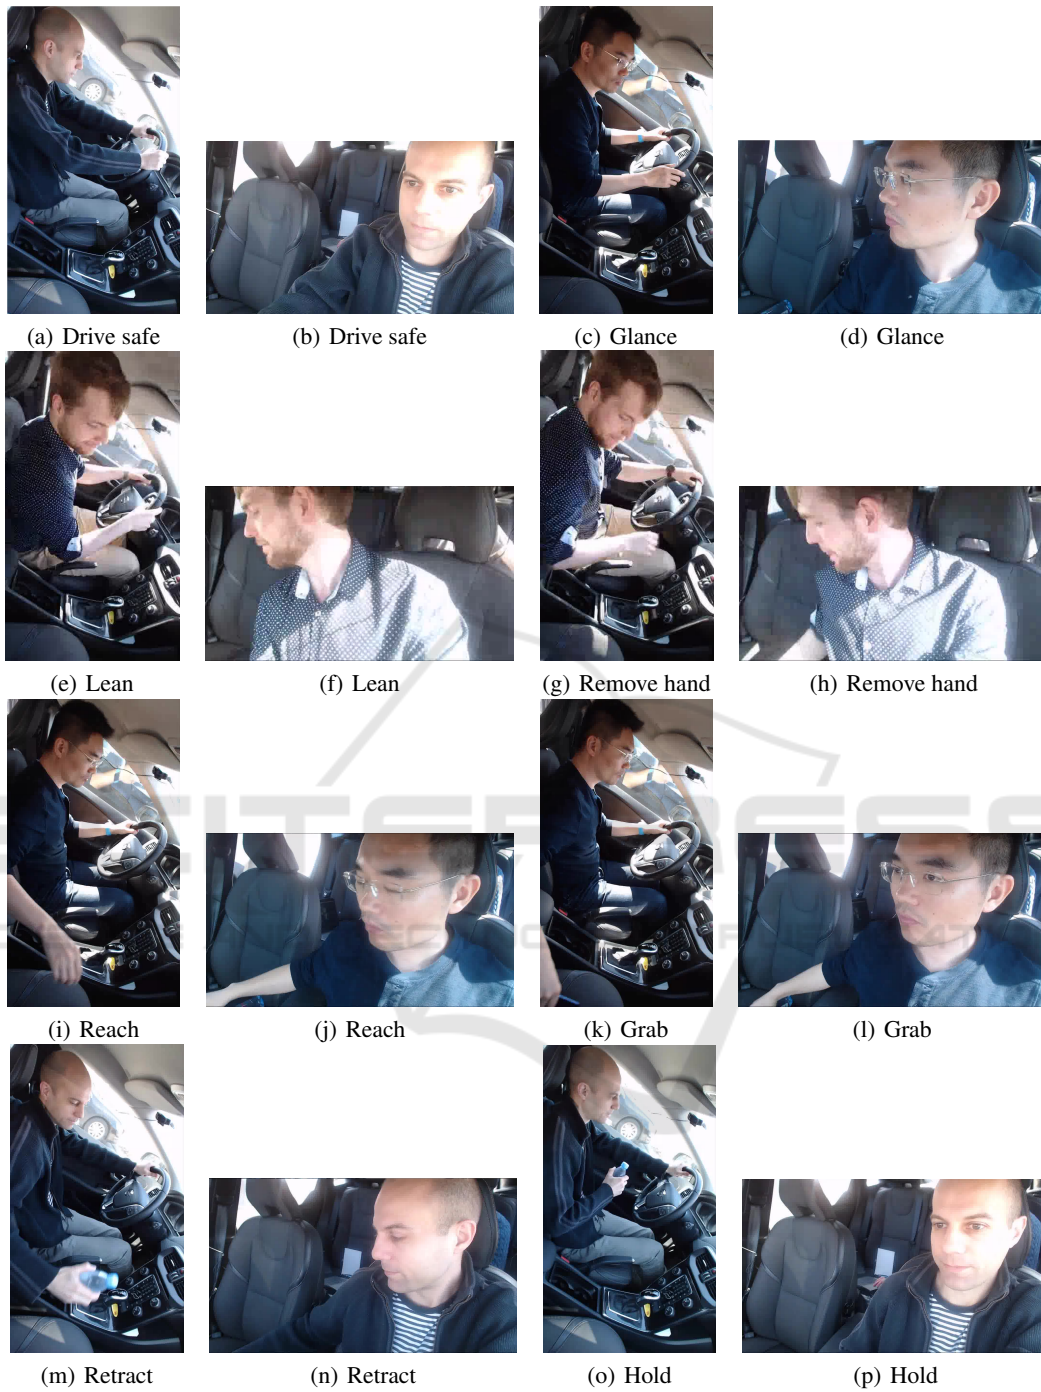 (a) Drive safe (b) Drive safe (c) Glance (d) Glance
(e) Lean (f) Lean (g) Remove hand (h) Remove hand
(i) Reach (j) Reach (k) Grab (l) Grab
(m) Retract (n) Retract (o) Hold (p) Hold